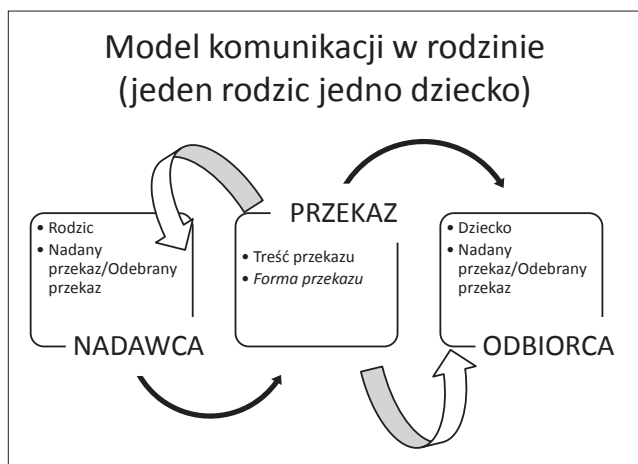 Model komunikacji w rodzinie
(jeden rodzic jedno dziecko)
• Rodzic
• Nadany
przekaz/Odebrany
przekaz
NADAWCA
PRZEKAZ
• Treść przekazu
• Forma przekazu
• Dziecko
• Nadany
przekaz/Odebrany
przekaz
ODBIORCA